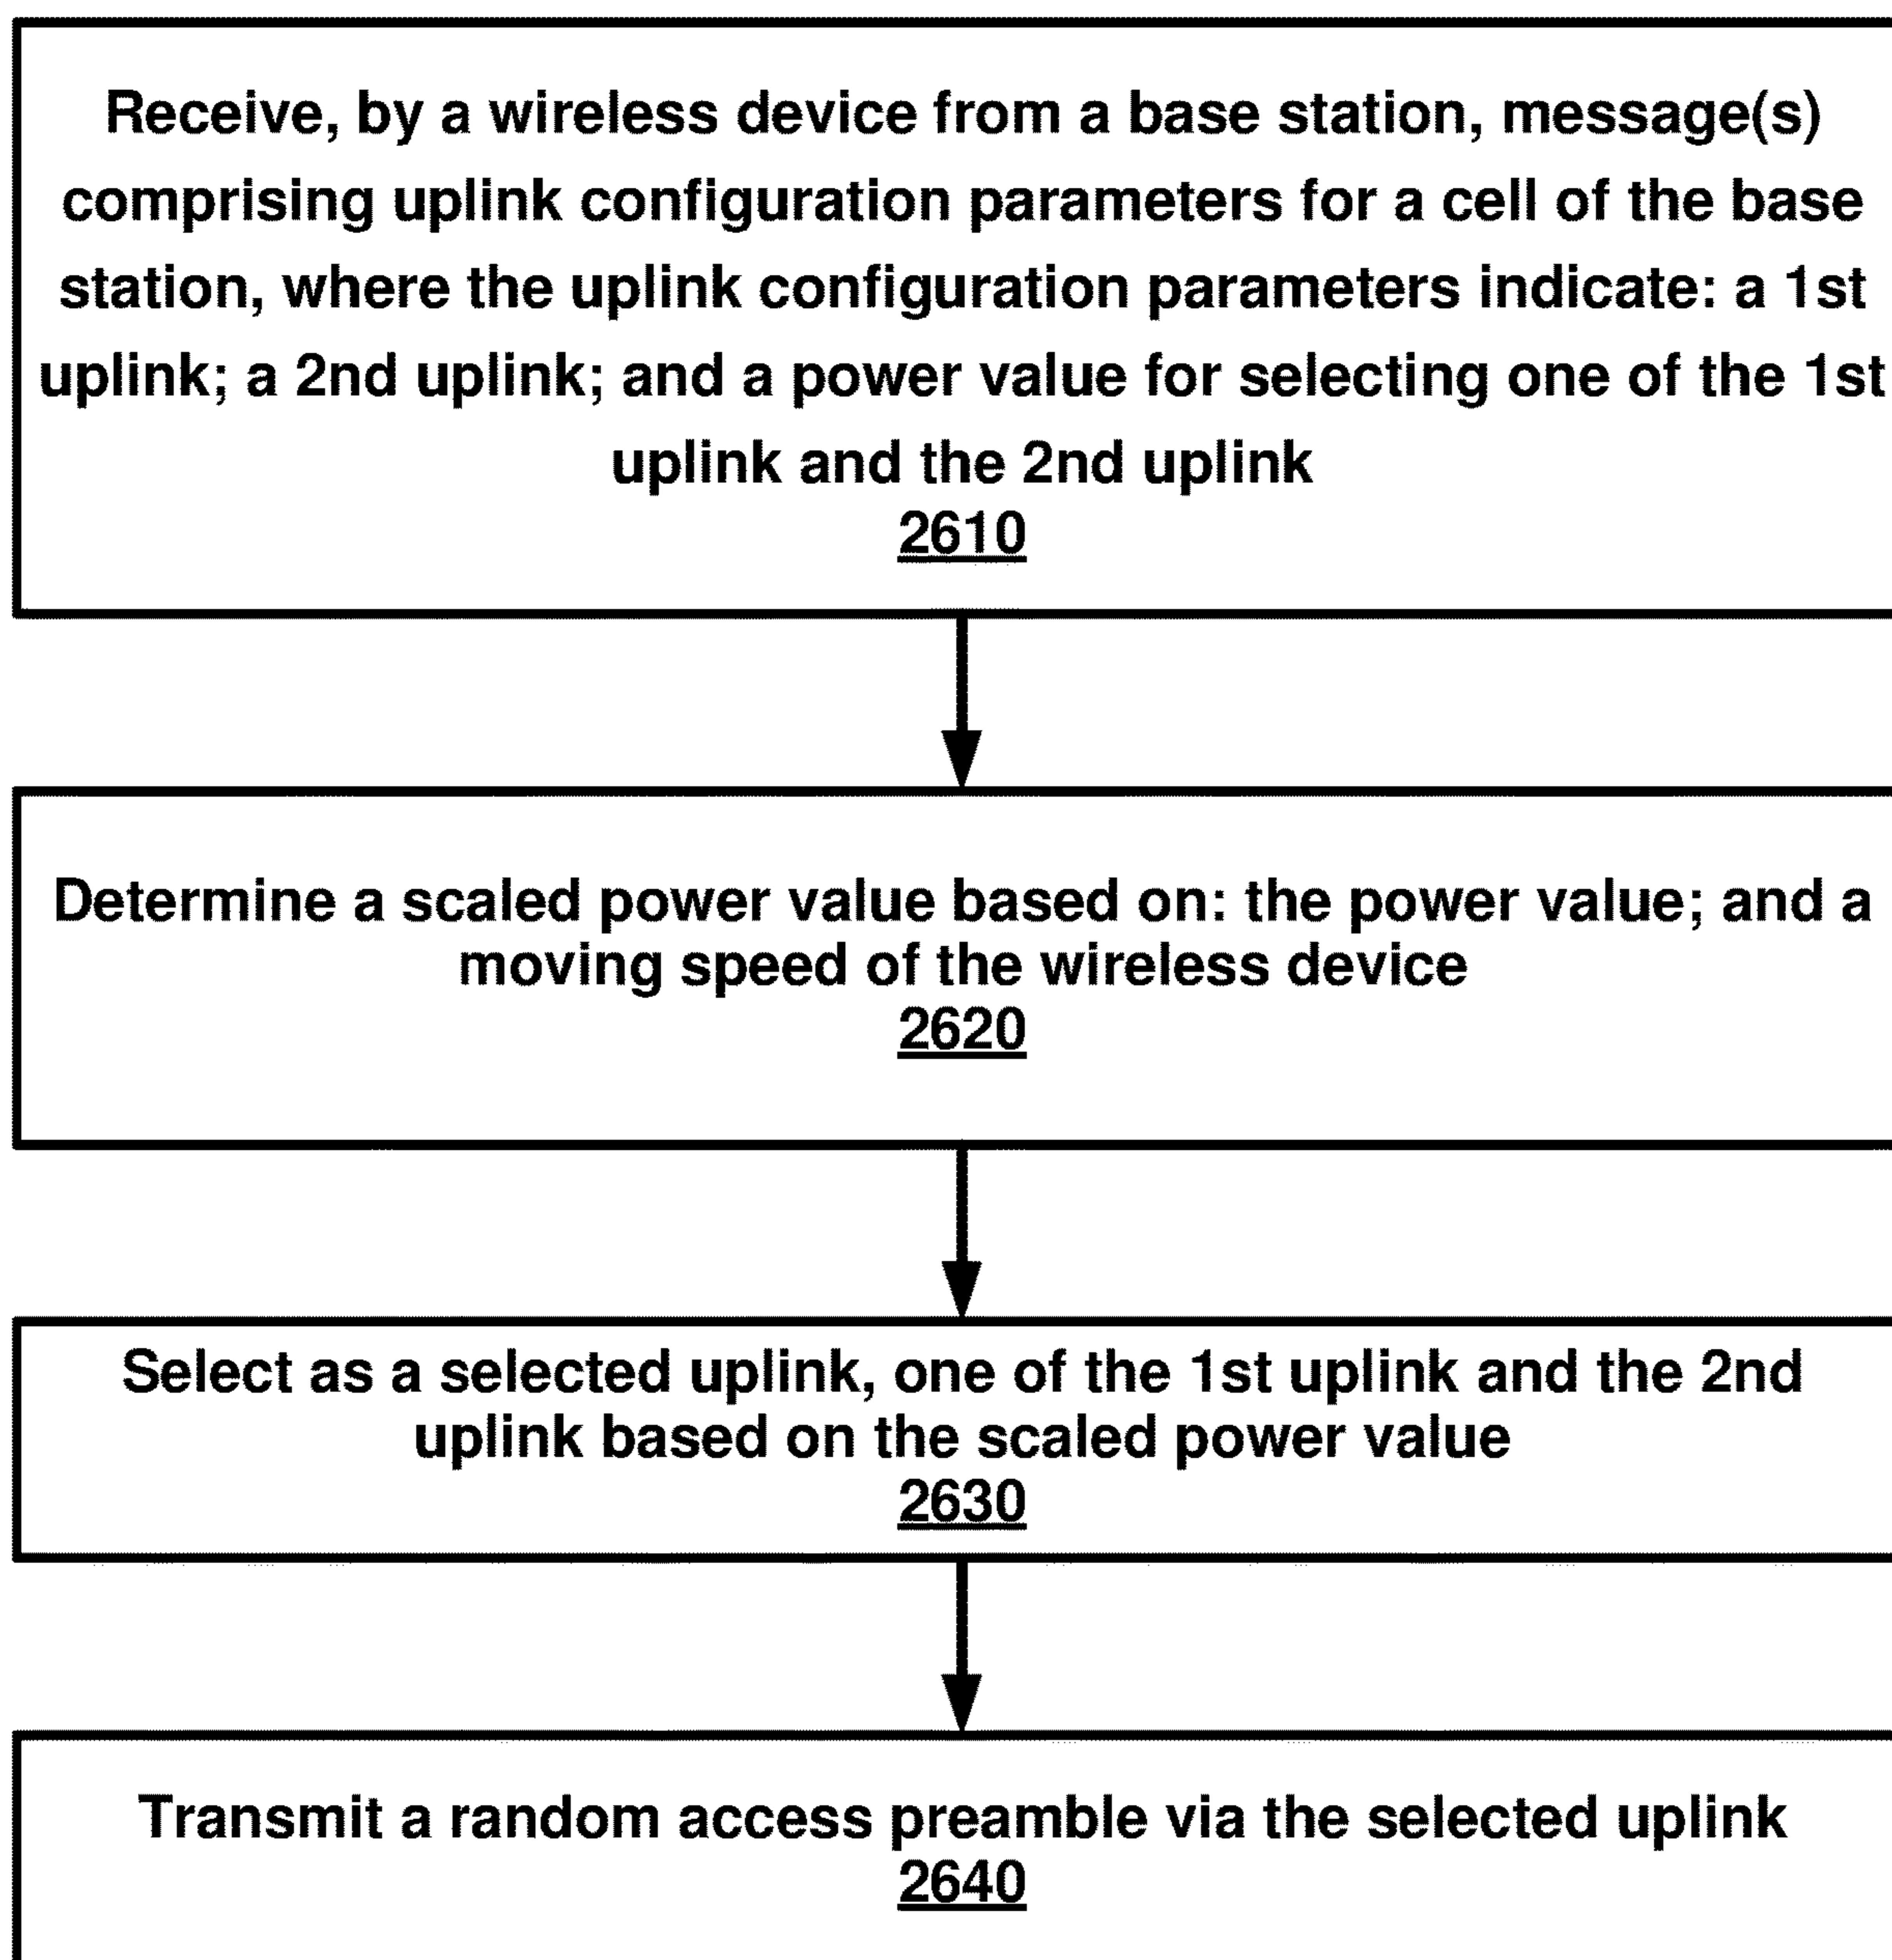 Receive, by a wireless device from a base station, message(s)
comprising uplink configuration parameters for a cell of the base
station, where the uplink configuration parameters indicate: a 1st
uplink; a 2nd uplink; and a power value for selecting one of the 1st
uplink and the 2nd uplink
2610
Determine a scaled power value based on: the power value; and a
moving speed of the wireless device
2620
Select as a selected uplink, one of the 1st uplink and the 2nd
uplink based on the scaled power value
2630
Transmit a random access preamble via the selected uplink
2640